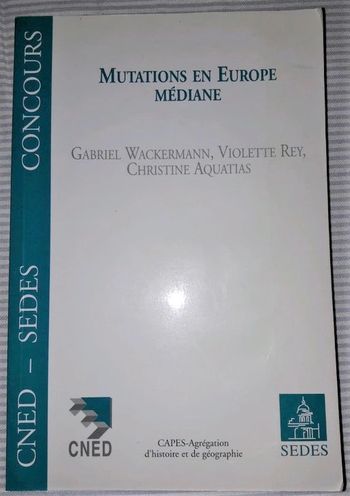 CNED – SEDES CONCOURS
MUTATIONS EN EUROPE
MÉDIANE
GABRIEL WACKERMANN, VIOLETTE REY,
CHRISTINE AQUATIAS
CNED
CAPES-Agrégation
d'histoire et de géographie
SEDES